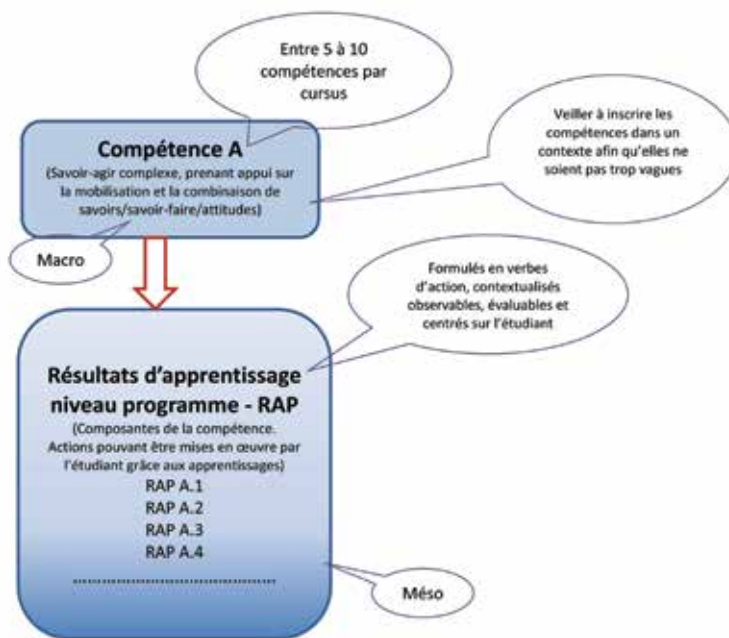 Entre 5 à 10
compétences par
cursus
Veiller à inscrire les
compétences dans un
contexte afin qu'elles ne
soient pas trop vagues
Compétence A
(Savoir-agir complexe, prenant appui sur
la mobilisation et la combinaison de
savoirs/savoir-faire/attitudes)
Macro
Formulés en verbes
d'action, contextualisés
observables, évaluables et
centrés sur l'étudiant
Résultats d'apprentissage
niveau programme - RAP
(Composantes de la compétence.
Actions pouvant être mises en œuvre par
l'étudiant grâce aux apprentissages)
RAP A.1
RAP A.2
RAP A.3
RAP A.4
................................................
Méso